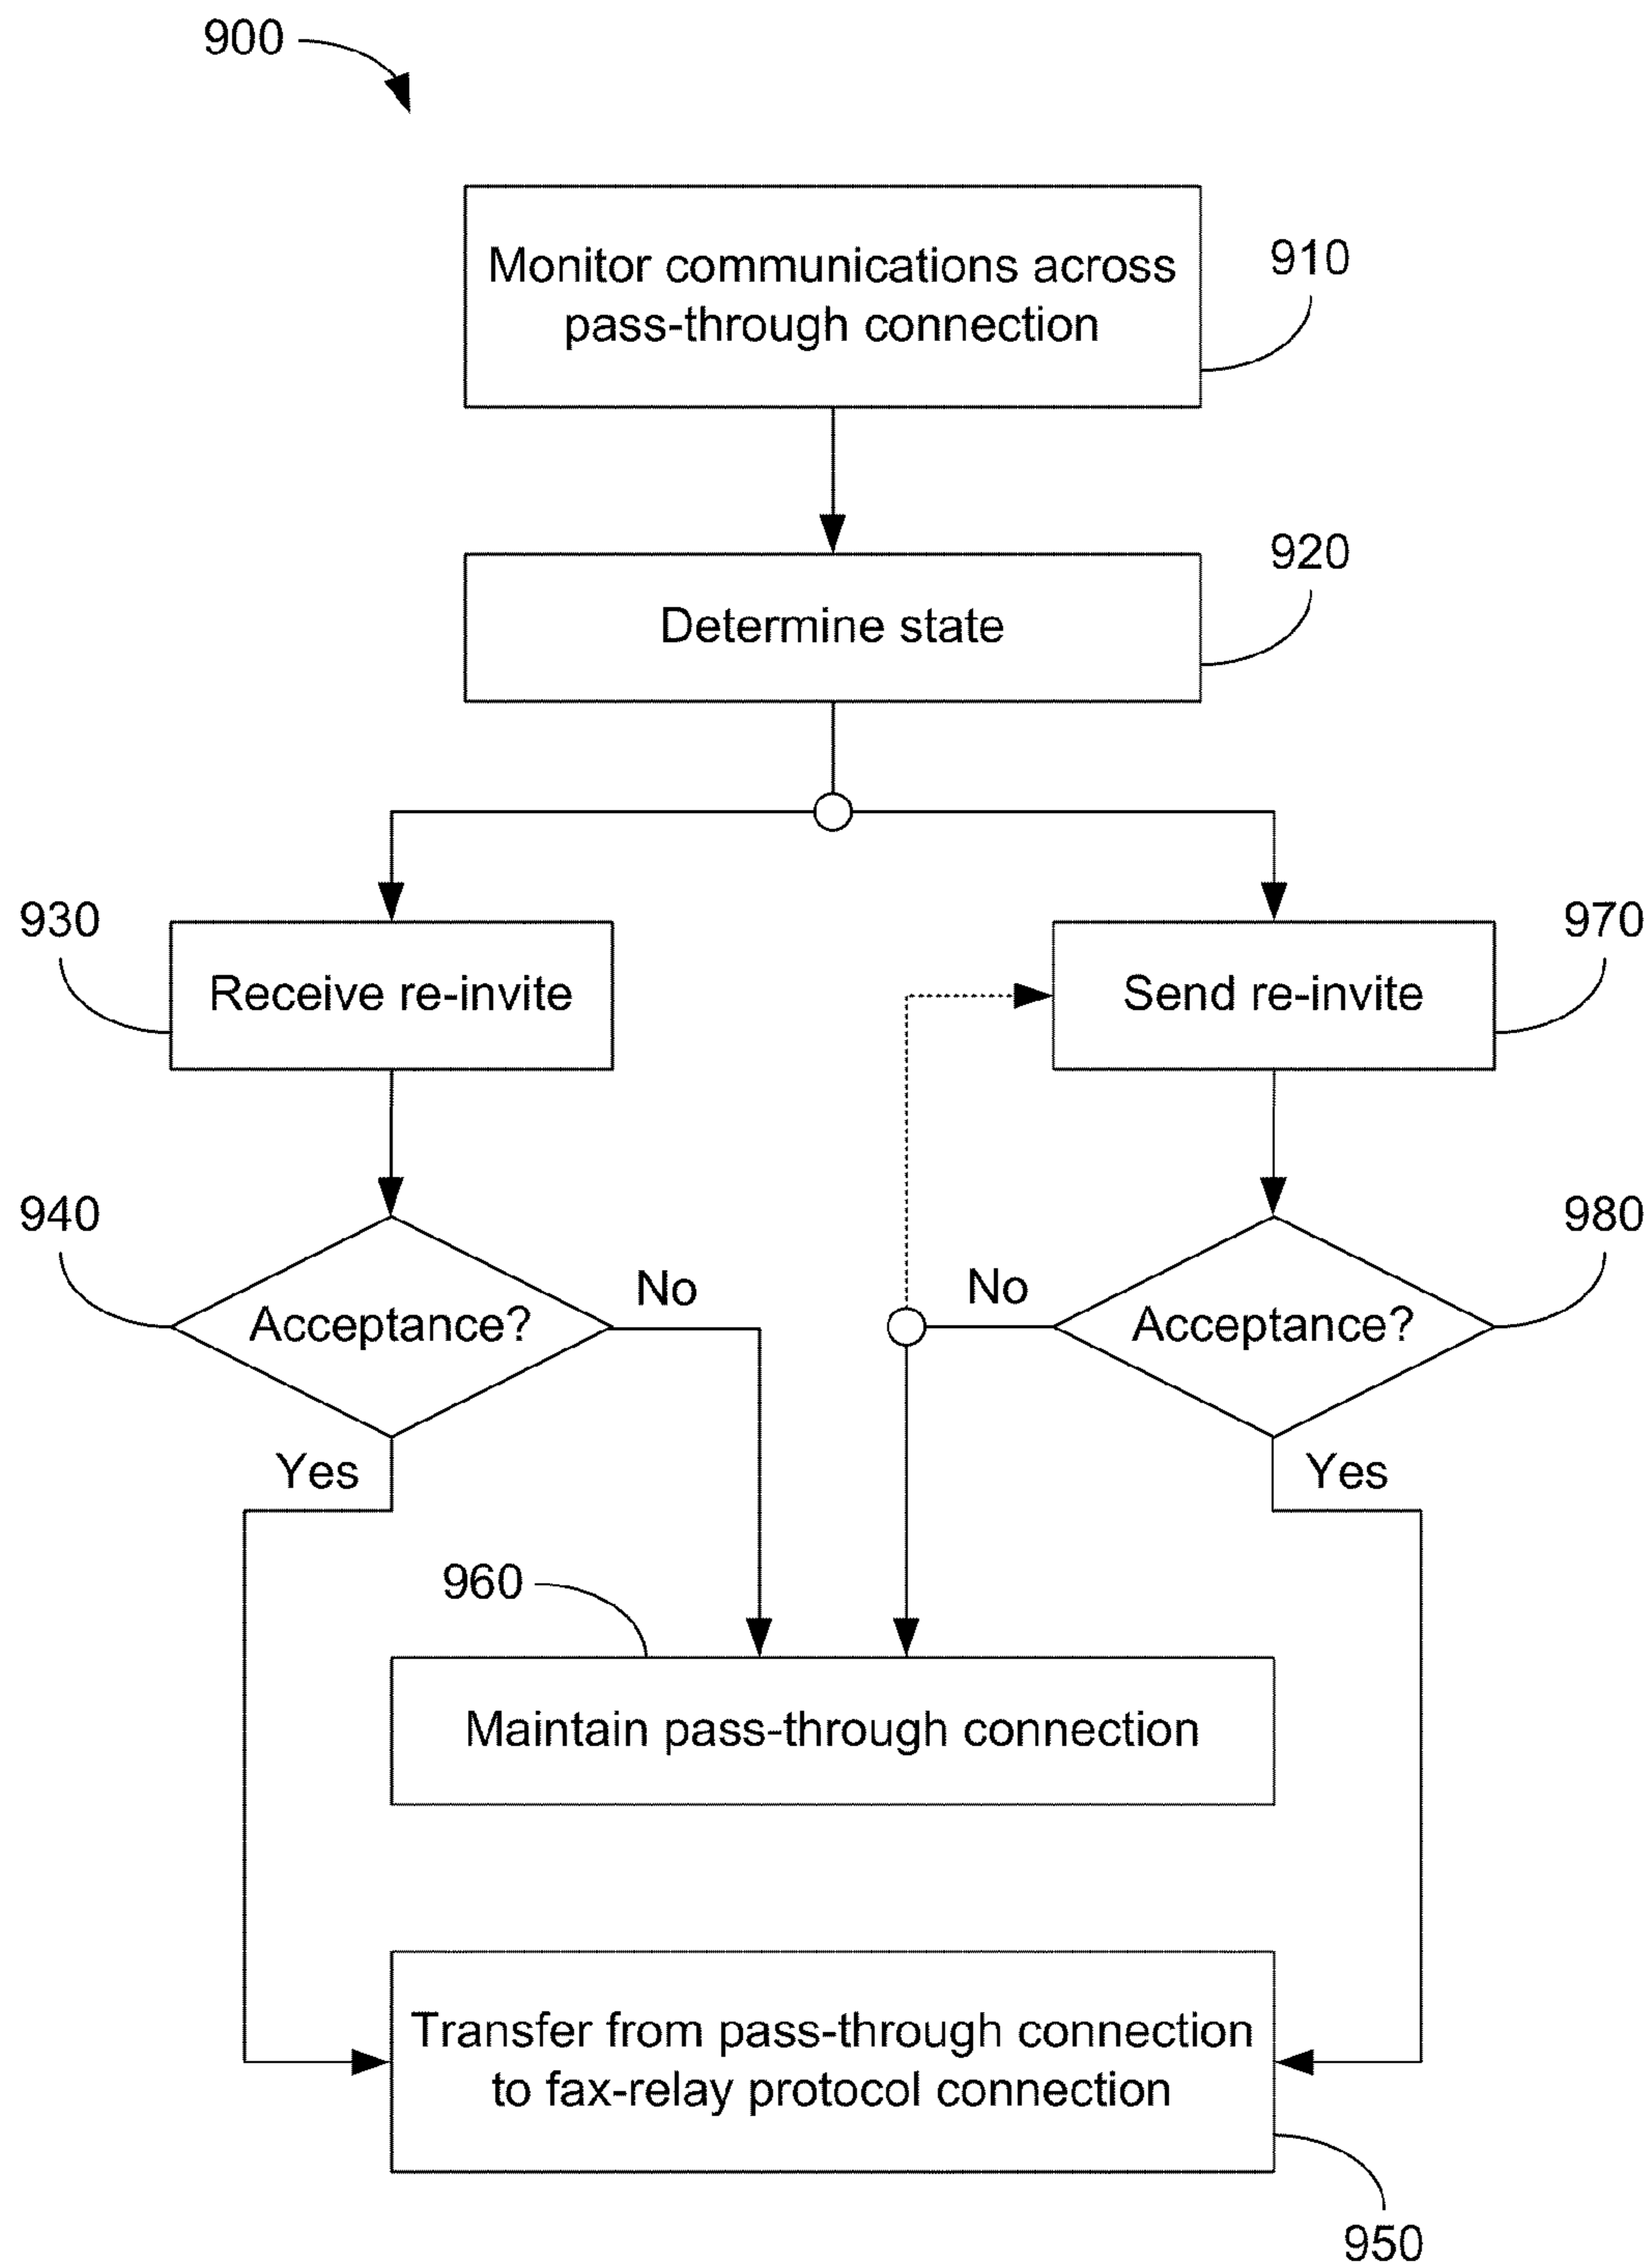 900
Monitor communications across
pass-through connection
910
Determine state
920
930
Receive re-invite
Send re-invite
970
940
Acceptance?
No
No
Acceptance?
980
Yes
Yes
960
Maintain pass-through connection
Transfer from pass-through connection
to fax-relay protocol connection
950